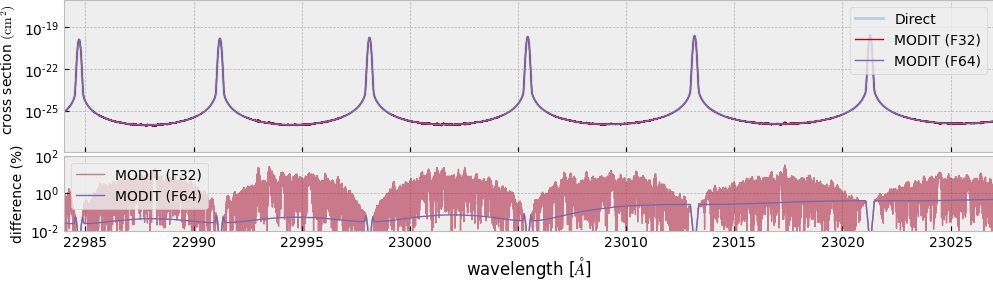 cross section (cm²)
10⁻¹⁹
10⁻²²
10⁻²⁵
Direct
MODIT (F32)
MODIT (F64)
difference (%)
10²
10⁰
10⁻²
MODIT (F32)
MODIT (F64)
22985 22990 22995 23000 23005 23010 23015 23020 23025
wavelength [Å]